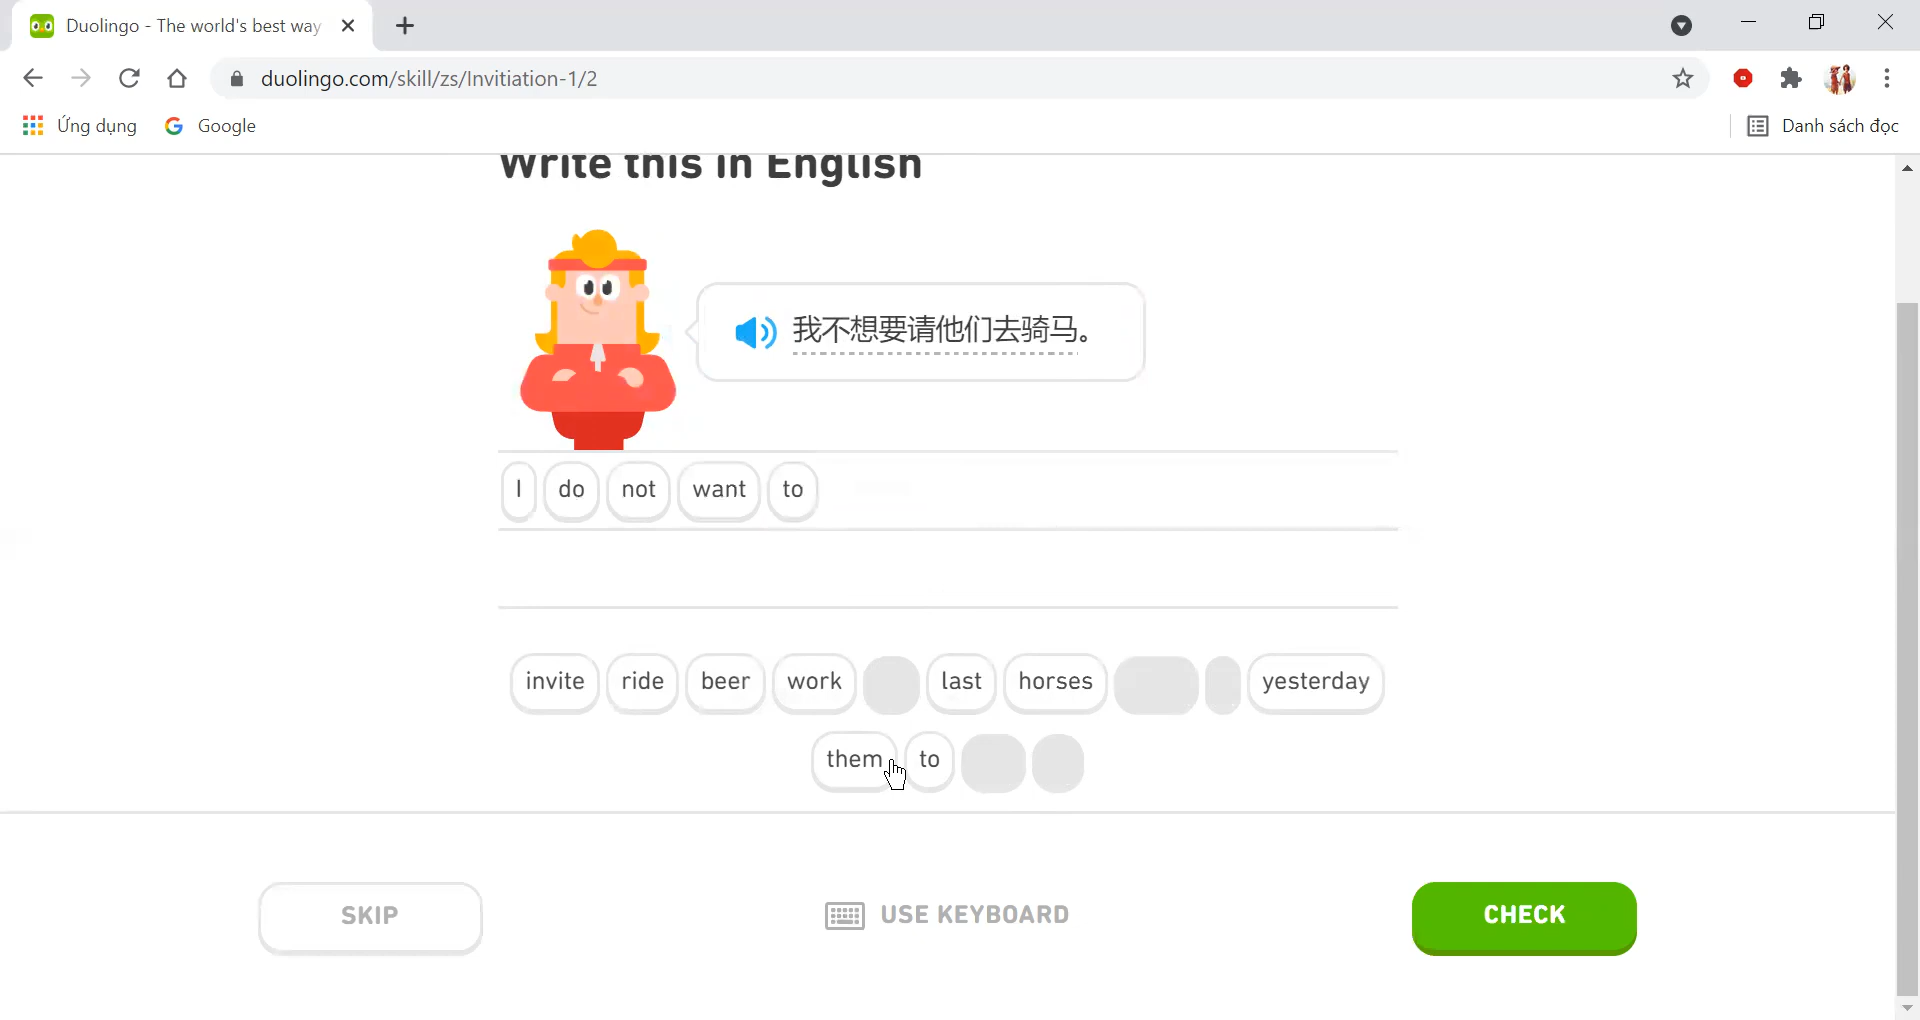 Duolingo - The world's best way
duolingo.com/skill/zs/Invitiation-1/2
Ứng dụng Google Danh sách đọc
Write this in English
我不想要请他们去骑马。
I do not want to
invite ride beer work last horses yesterday
them to
SKIP USE KEYBOARD CHECK